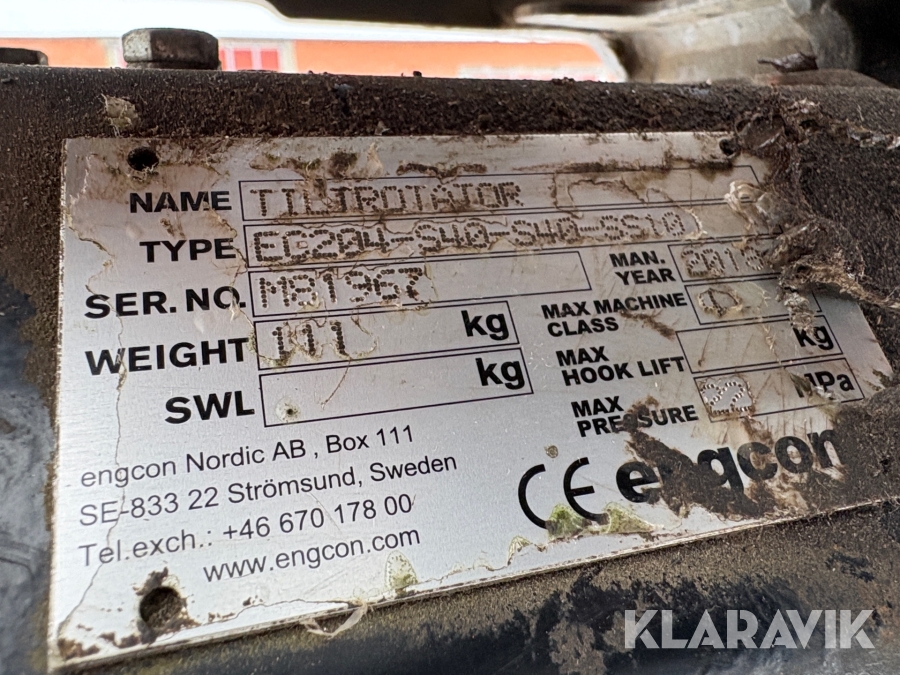 NAME TILTROTATOR
TYPE EC204-S40-S40-SS10
SER. NO. M81967
MAN. YEAR
WEIGHT kg
MAX MACHINE CLASS
SWL kg
MAX HOOK LIFT kg
MAX PRESSURE 22 MPa
engcon Nordic AB , Box 111
SE-833 22 Strömsund, Sweden
Tel.exch.: +46 670 178 00
www.engcon.com
CE engcon
KLARAVIK